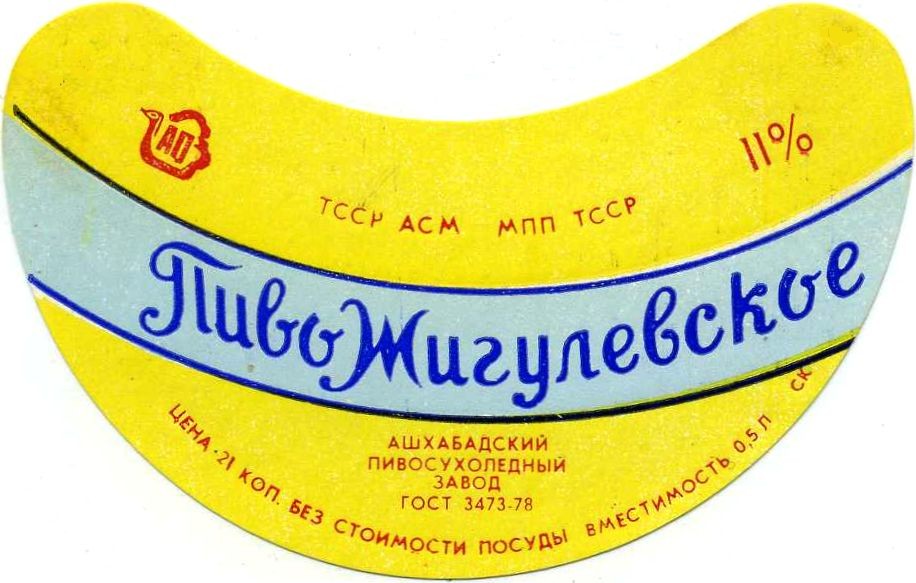 АП
11%
ТССР АСМ МПП ТССР
Пиво Жигулевское
АШХАБАДСКИЙ
ПИВОСУХОЛЕДНЫЙ
ЗАВОД
ГОСТ 3473-78
ЦЕНА-21 КОП. БЕЗ СТОИМОСТИ ПОСУДЫ ВМЕСТИМОСТЬ 0,5 Л СК